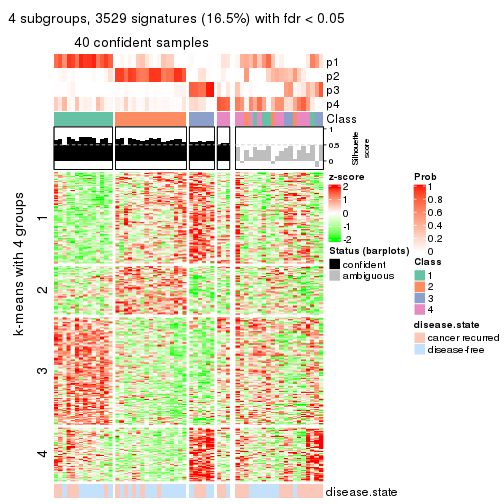 4 subgroups, 3529 signatures (16.5%) with fdr < 0.05
40 confident samples
p1
p2
p3
p4
Class
1
0.5
0
Silhouette
score
k-means with 4 groups
1
2
3
4
z-score
2
1
0
-1
-2
Status (barplots)
confident
ambiguous
Prob
1
0.8
0.6
0.4
0.2
0
Class
1
2
3
4
disease.state
cancer recurred
disease-free
disease.state